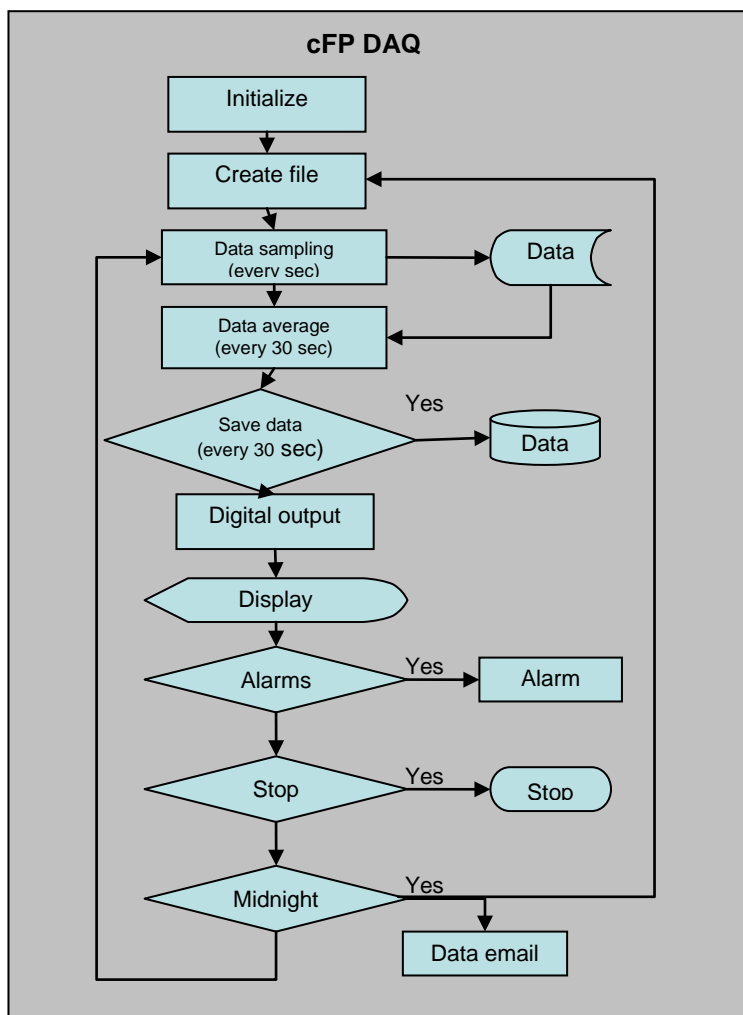 cFP DAQ
Initialize
Create file
Data sampling
(every sec)
Data
Data average
(every 30 sec)
Yes
Save data
(every 30 sec)
Data
Digital output
Display
Yes
Alarms
Alarm
Yes
Stop
Stop
Yes
Midnight
Data email